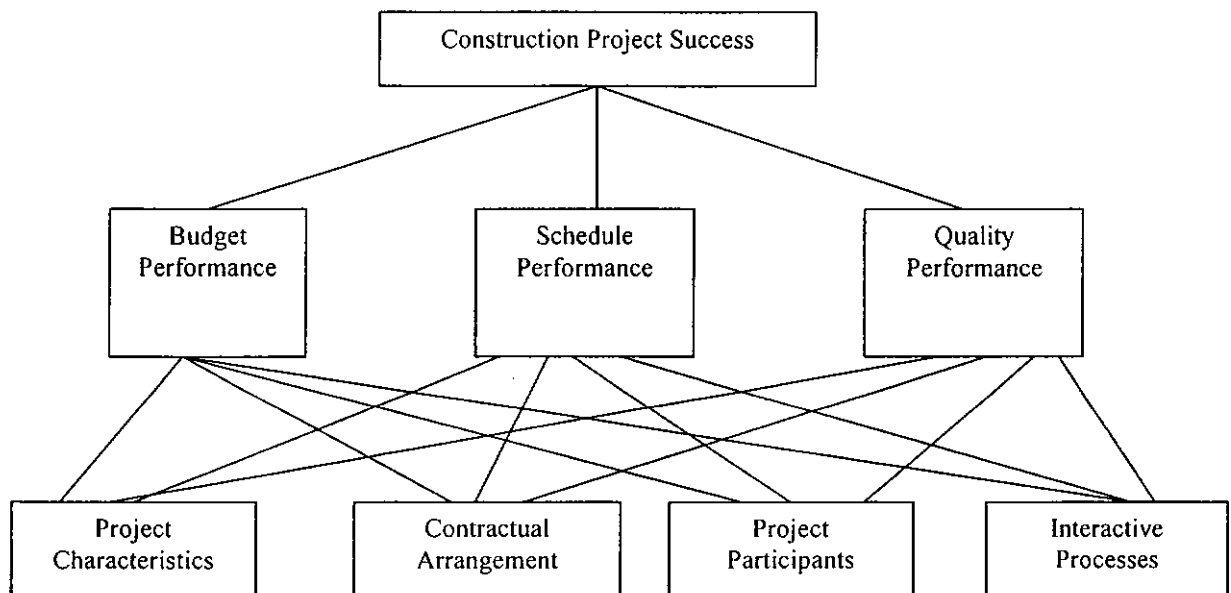 Construction Project Success
Budget
Performance
Schedule
Performance
Quality
Performance
Project
Characteristics
Contractual
Arrangement
Project
Participants
Interactive
Processes